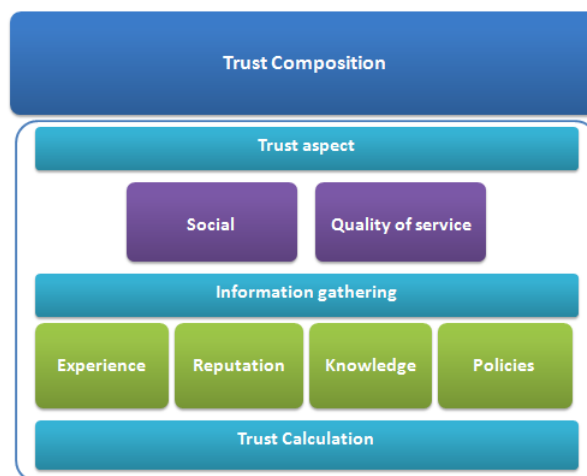 Trust Composition
Trust aspect
Social
Quality of service
Information gathering
Experience
Reputation
Knowledge
Policies
Trust Calculation